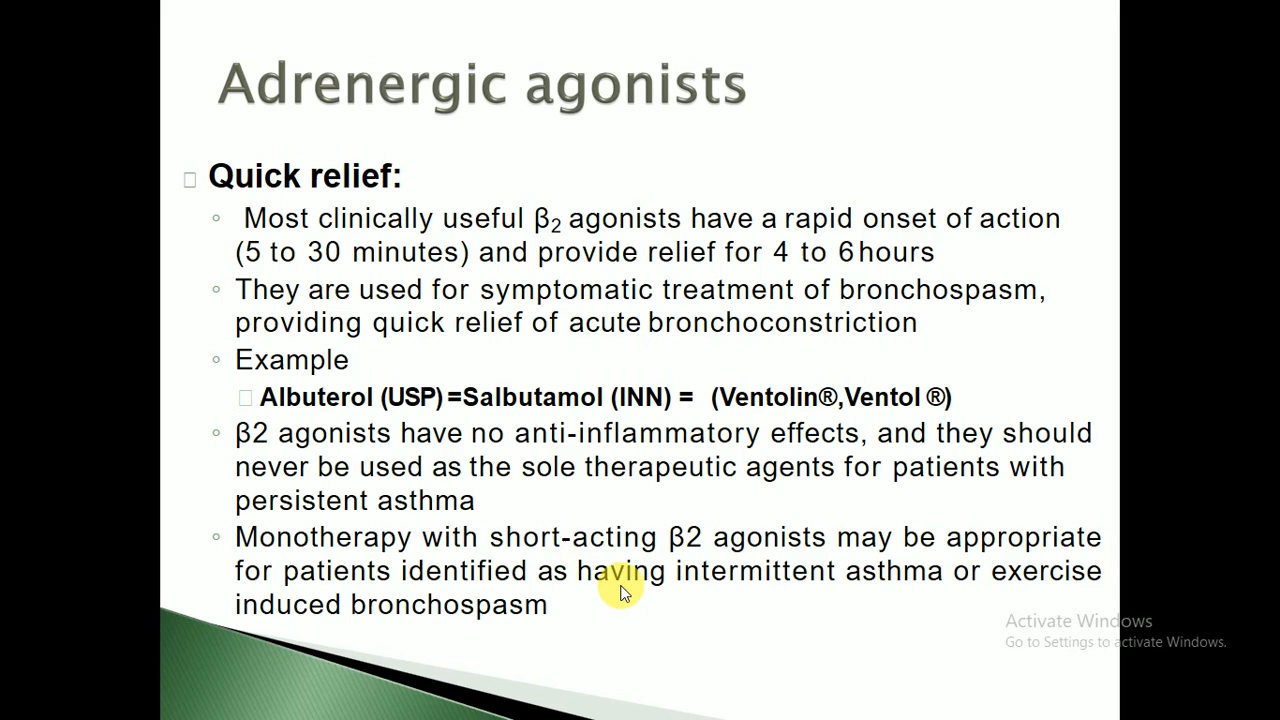 Adrenergic agonists
Quick relief:
Most clinically useful β₂ agonists have a rapid onset of action
(5 to 30 minutes) and provide relief for 4 to 6 hours
They are used for symptomatic treatment of bronchospasm,
providing quick relief of acute bronchoconstriction
Example
Albuterol (USP) =Salbutamol (INN) = (Ventolin®,Ventol ®)
β2 agonists have no anti-inflammatory effects, and they should
never be used as the sole therapeutic agents for patients with
persistent asthma
Monotherapy with short-acting β2 agonists may be appropriate
for patients identified as having intermittent asthma or exercise
induced bronchospasm
Activate Windows
Go to Settings to activate Windows.